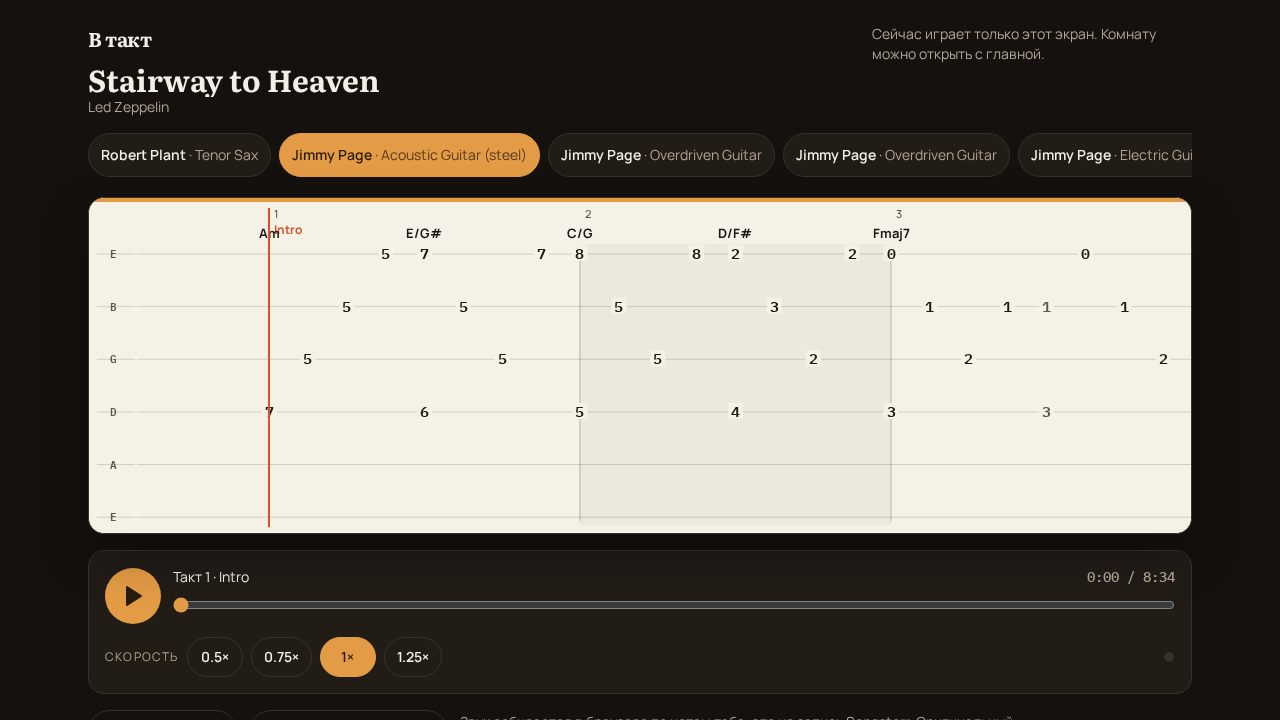 В такт
Сейчас играет только этот экран. Комнату
можно открыть с главной.
Stairway to Heaven
Led Zeppelin
Robert Plant · Tenor Sax
Jimmy Page · Acoustic Guitar (steel)
Jimmy Page · Overdriven Guitar
Jimmy Page · Overdriven Guitar
Jimmy Page · Electric Gui
1 2 3
Intro
Am E/G# C/G D/F# Fmaj7
E 5 7 7 8 8 2 2 0 0
B 5 5 5 3 1 1 1 1
G 5 5 5 2 2 2
D 7 6 5 4 3 3
A
E
Такт 1 · Intro
0:00 / 8:34
СКОРОСТЬ 0.5× 0.75× 1× 1.25×